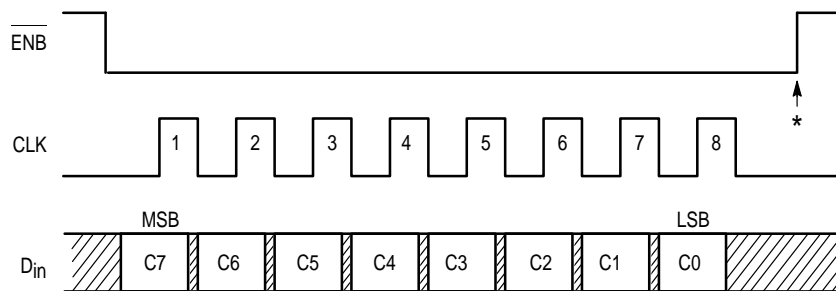 ENB
*
CLK 1 2 3 4 5 6 7 8
MSB LSB
Din C7 C6 C5 C4 C3 C2 C1 C0